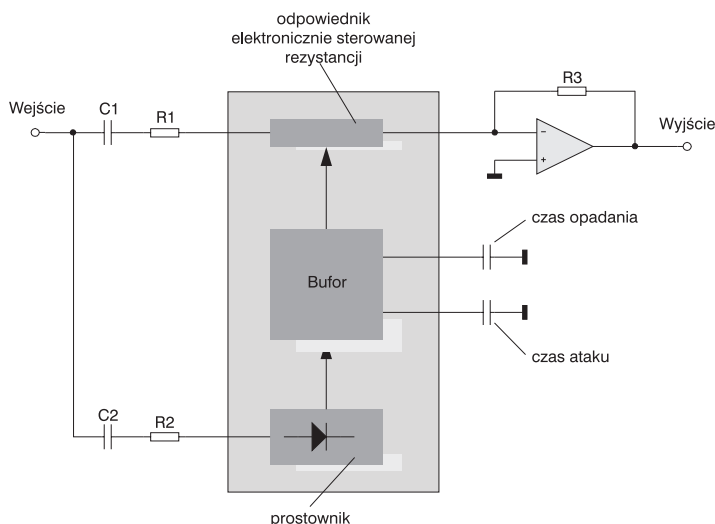 odpowiednik
elektronicznie sterowanej
rezystancji
Wejście
C1
R1
R3
Wyjście
−
+
czas opadania
Bufor
czas ataku
C2
R2
prostownik